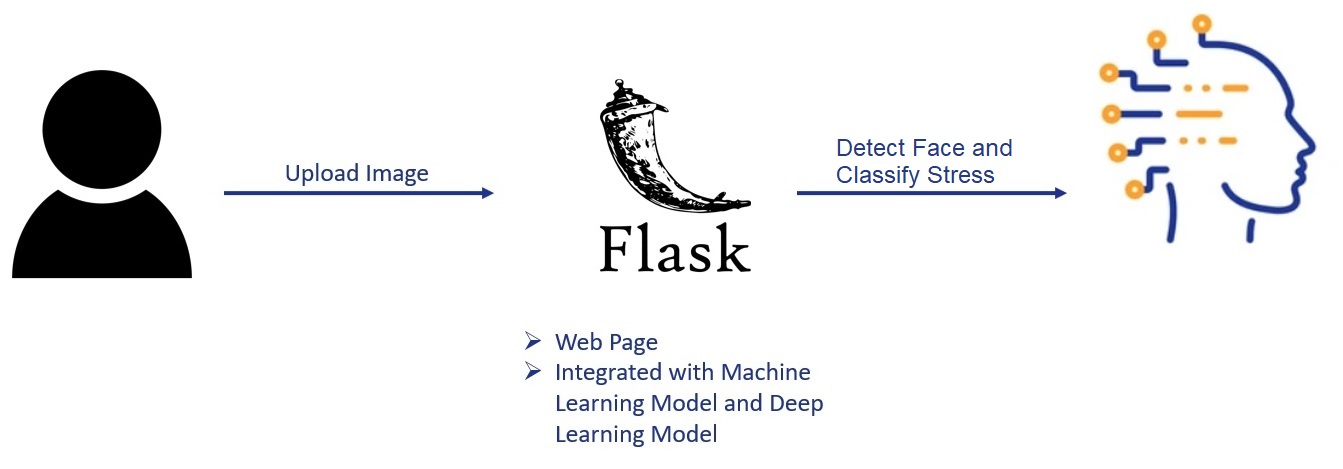 Upload Image
Flask
Detect Face and
Classify Stress
Web Page
Integrated with Machine
Learning Model and Deep
Learning Model